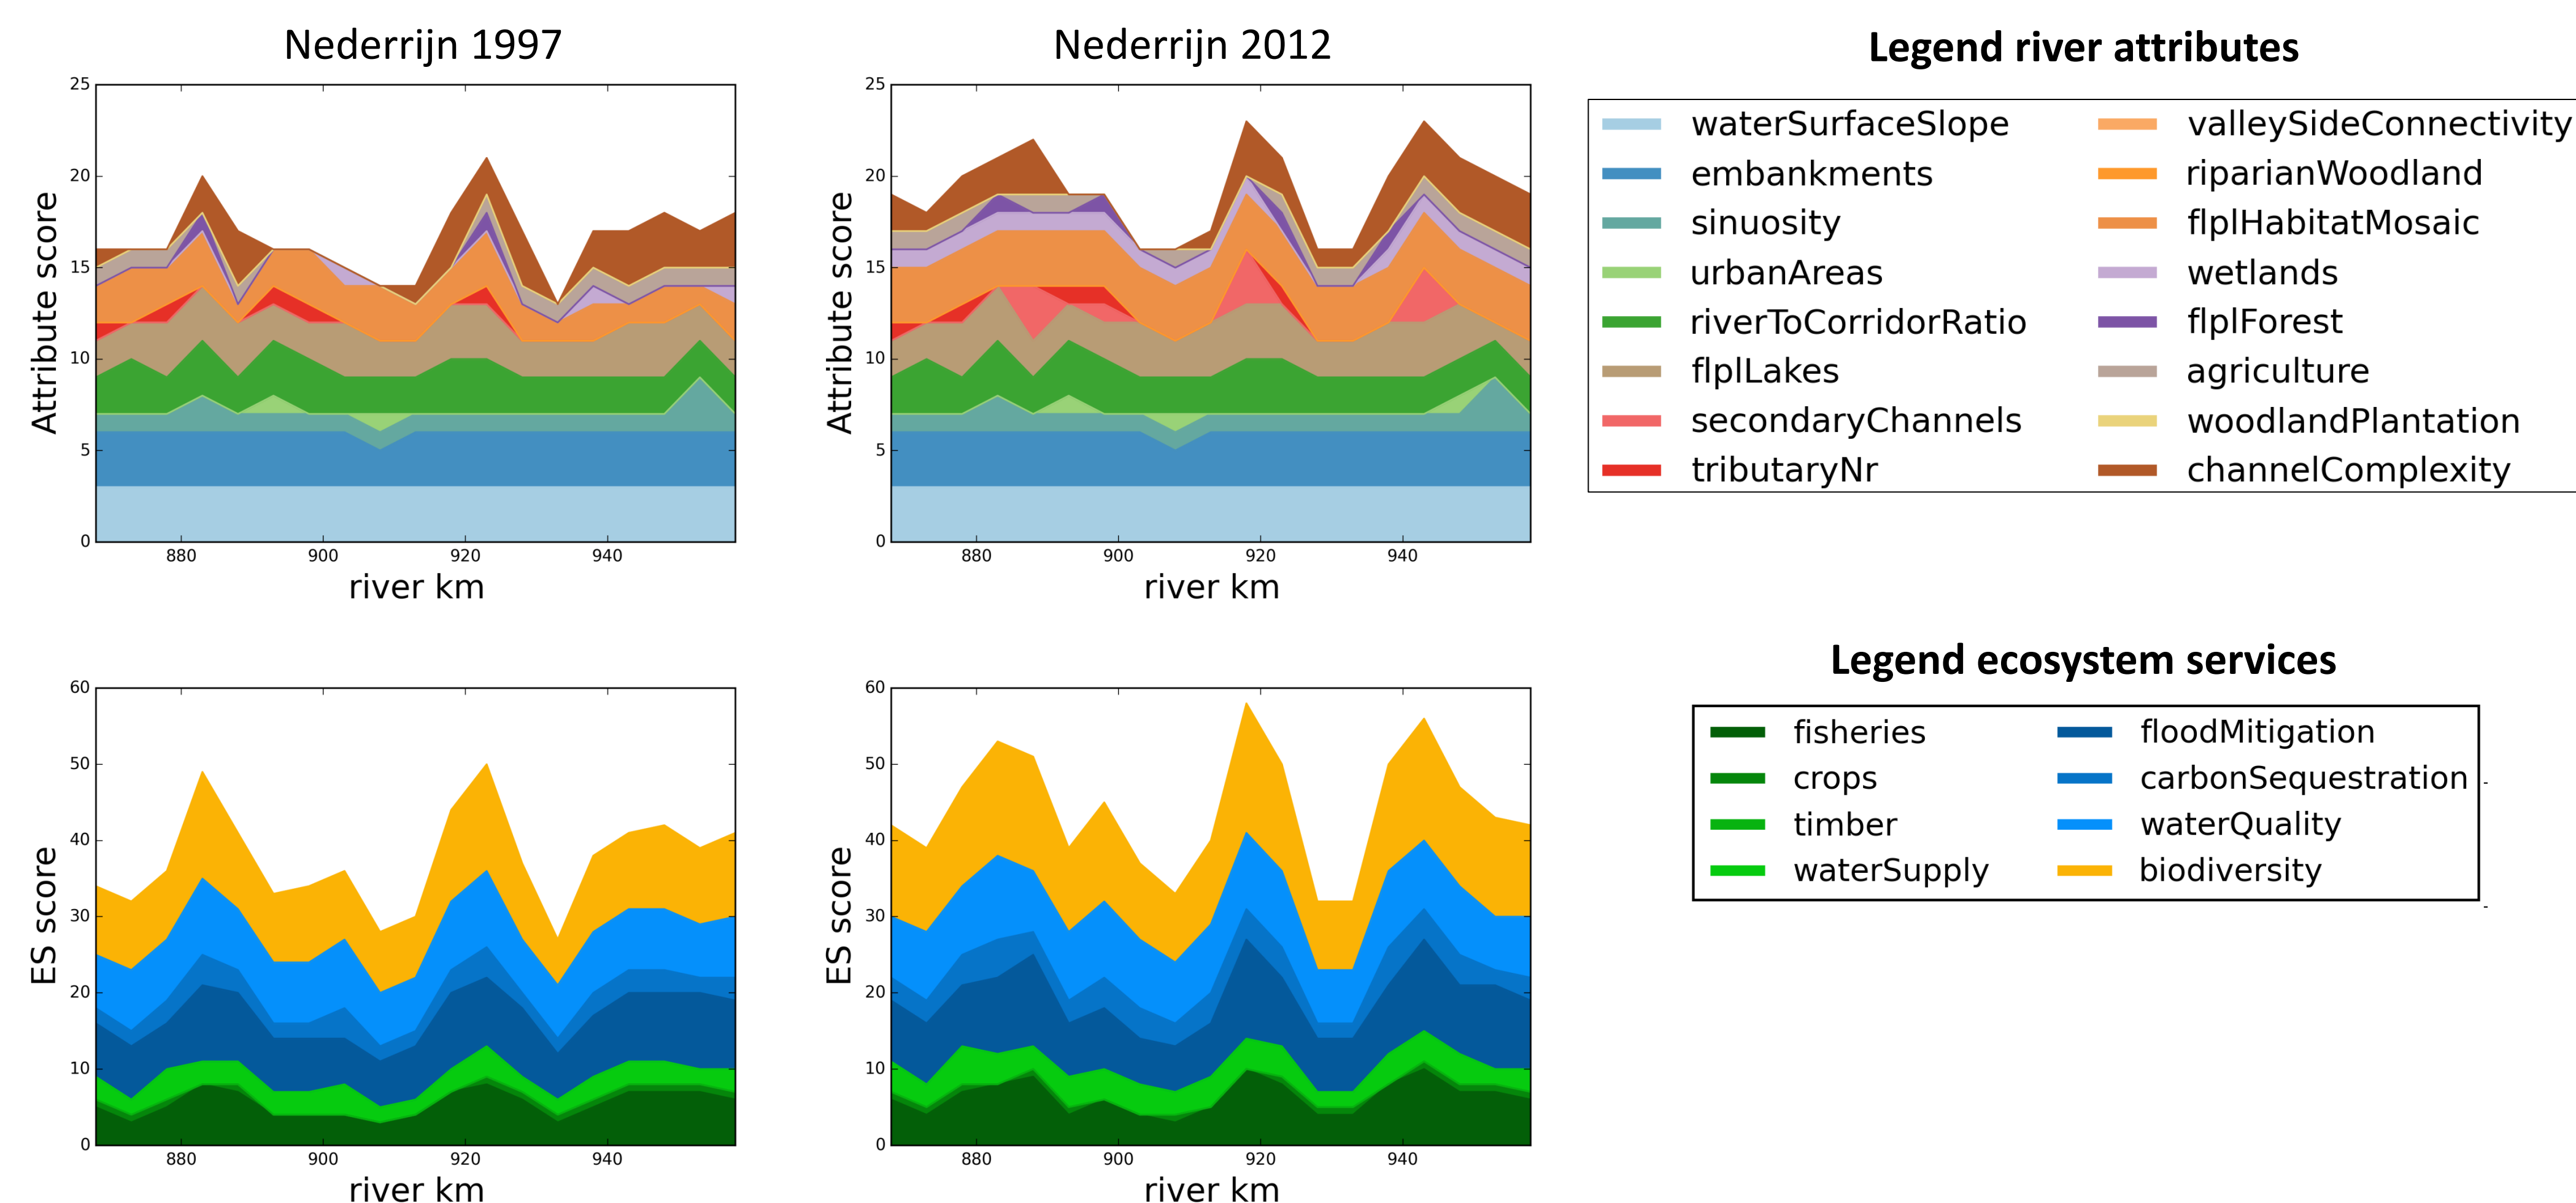 Nederrijn 1997
25
20
15
10
5
0
Attribute score
880 900 920 940
river km
Nederrijn 2012
25
20
15
10
5
0
Attribute score
880 900 920 940
river km
Legend river attributes
waterSurfaceSlope
embankments
sinuosity
urbanAreas
riverToCorridorRatio
flplLakes
secondaryChannels
tributaryNr
valleySideConnectivity
riparianWoodland
flplHabitatMosaic
wetlands
flplForest
agriculture
woodlandPlantation
channelComplexity
60
50
40
30
20
10
0
ES score
880 900 920 940
river km
60
50
40
30
20
10
0
ES score
880 900 920 940
river km
Legend ecosystem services
fisheries
crops
timber
waterSupply
floodMitigation
carbonSequestration
waterQuality
biodiversity